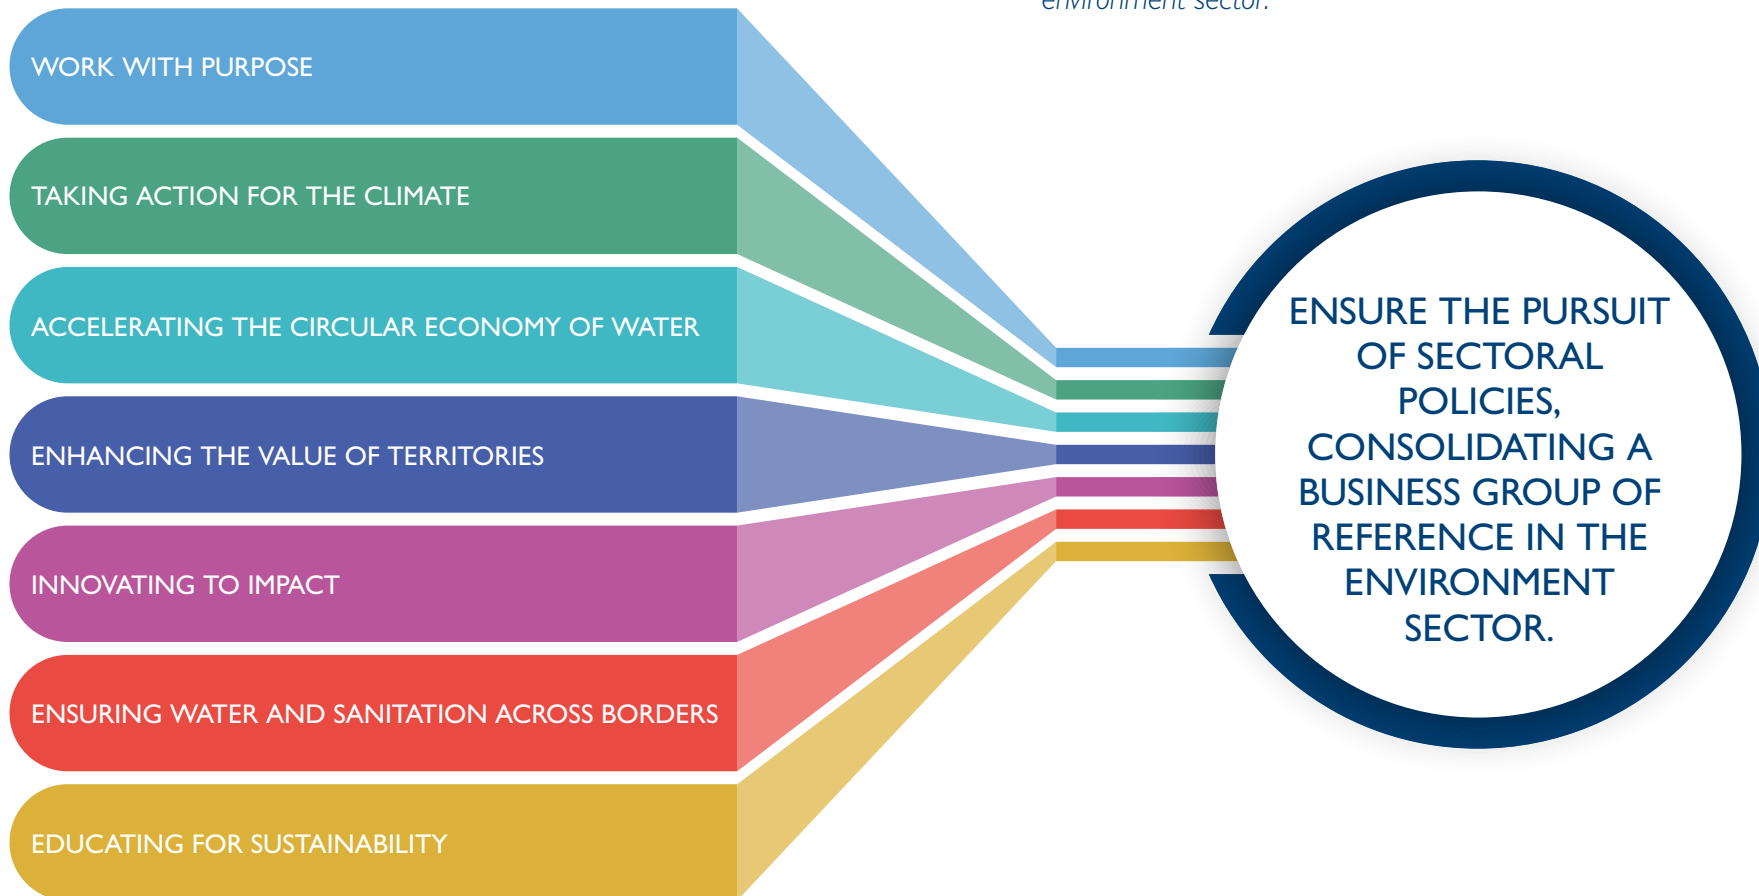 environment sector.
WORK WITH PURPOSE
TAKING ACTION FOR THE CLIMATE
ACCELERATING THE CIRCULAR ECONOMY OF WATER
ENHANCING THE VALUE OF TERRITORIES
INNOVATING TO IMPACT
ENSURING WATER AND SANITATION ACROSS BORDERS
EDUCATING FOR SUSTAINABILITY
ENSURE THE PURSUIT
OF SECTORAL
POLICIES,
CONSOLIDATING A
BUSINESS GROUP OF
REFERENCE IN THE
ENVIRONMENT
SECTOR.